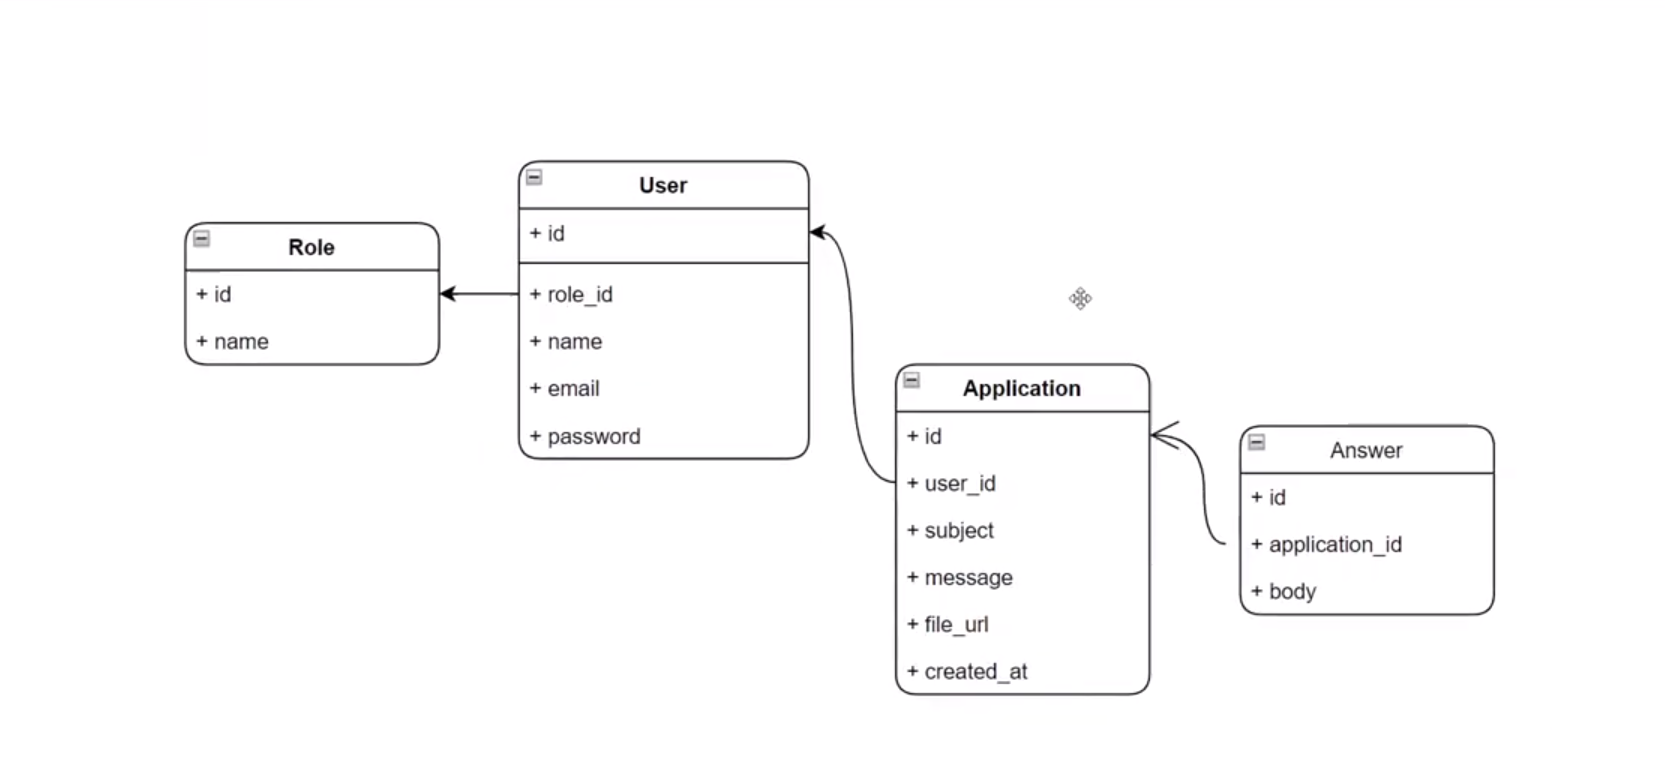 Role
+ id
+ name
User
+ id
+ role_id
+ name
+ email
+ password
Application
+ id
+ user_id
+ subject
+ message
+ file_url
+ created_at
Answer
+ id
+ application_id
+ body